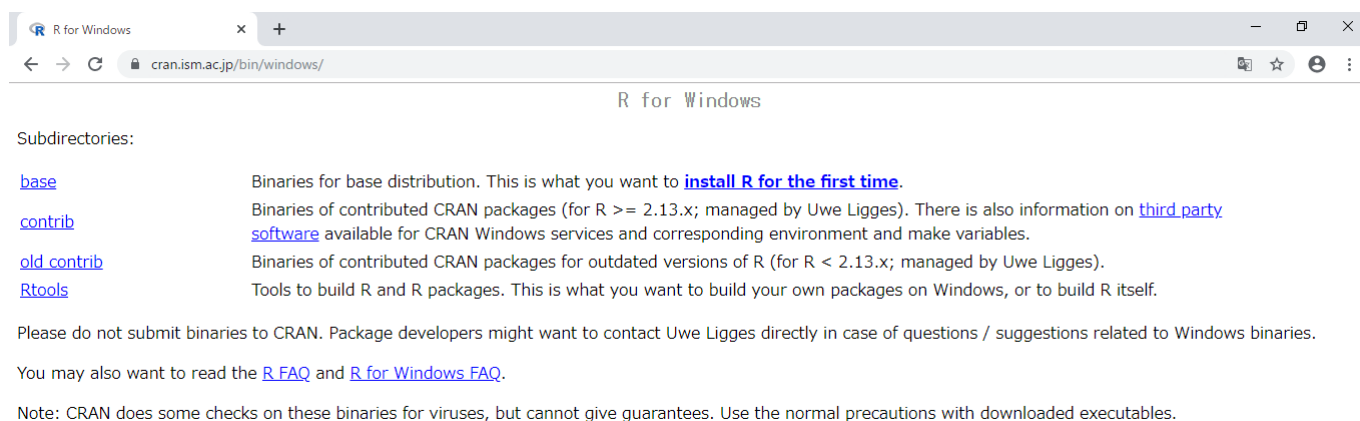 R for Windows
cran.ism.ac.jp/bin/windows/
R for Windows
Subdirectories:
base Binaries for base distribution. This is what you want to install R for the first time.
contrib Binaries of contributed CRAN packages (for R >= 2.13.x; managed by Uwe Ligges). There is also information on third party
software available for CRAN Windows services and corresponding environment and make variables.
old contrib Binaries of contributed CRAN packages for outdated versions of R (for R < 2.13.x; managed by Uwe Ligges).
Rtools Tools to build R and R packages. This is what you want to build your own packages on Windows, or to build R itself.
Please do not submit binaries to CRAN. Package developers might want to contact Uwe Ligges directly in case of questions / suggestions related to Windows binaries.
You may also want to read the R FAQ and R for Windows FAQ.
Note: CRAN does some checks on these binaries for viruses, but cannot give guarantees. Use the normal precautions with downloaded executables.